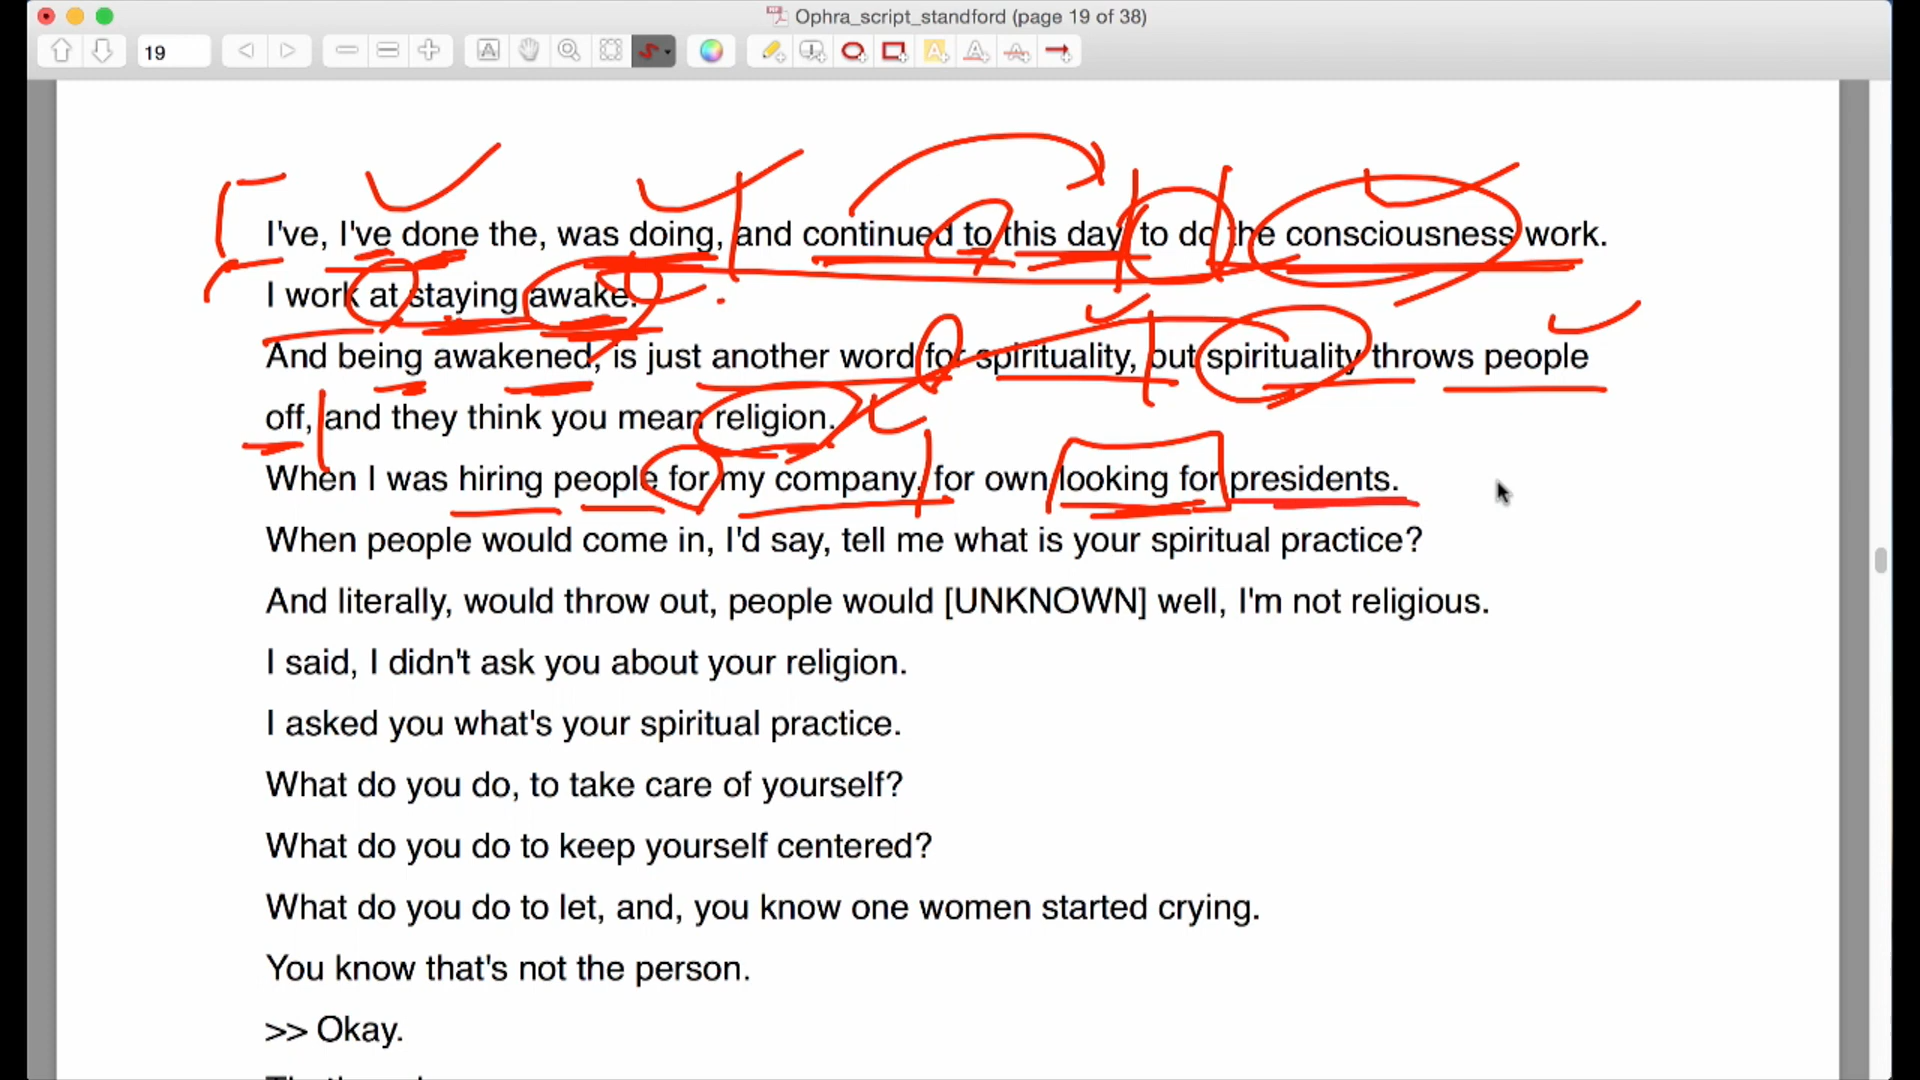 Ophra_script_standford (page 19 of 38)
19
I've, I've done the, was doing, and continued to this day to do the consciousness work.
I work at staying awake.
And being awakened, is just another word for spirituality, but spirituality throws people
off, and they think you mean religion.
When I was hiring people for my company, for own looking for presidents.
When people would come in, I'd say, tell me what is your spiritual practice?
And literally, would throw out, people would [UNKNOWN] well, I'm not religious.
I said, I didn't ask you about your religion.
I asked you what's your spiritual practice.
What do you do, to take care of yourself?
What do you do to keep yourself centered?
What do you do to let, and, you know one women started crying.
You know that's not the person.
>> Okay.